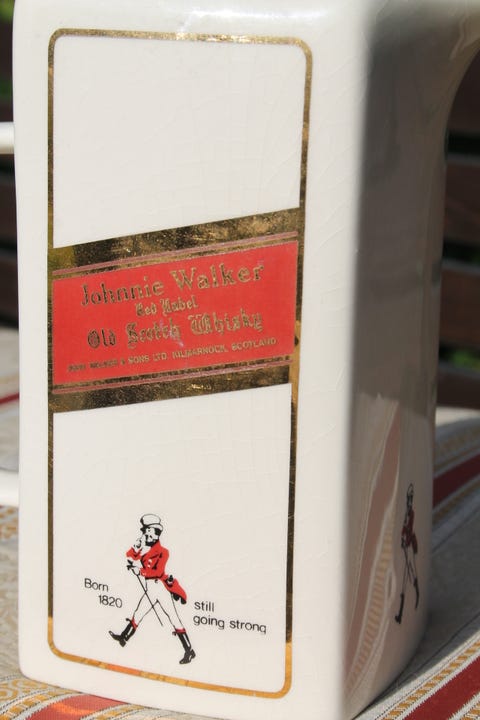 Johnnie Walker
Red Label
Old Scotch Whisky
JOHN WALKER & SONS LTD. KILMARNOCK, SCOTLAND
Born
1820
still
going strong